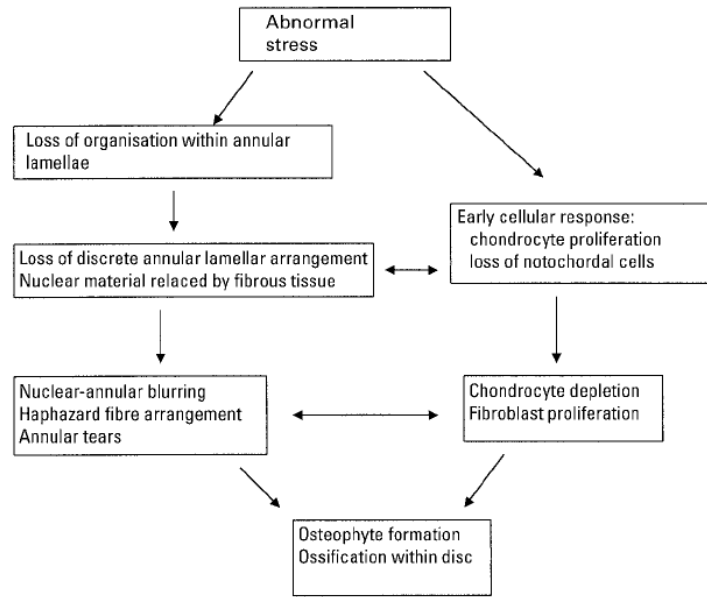 Abnormal
stress
Loss of organisation within annular
lamellae
Early cellular response:
chondrocyte proliferation
loss of notochordal cells
Loss of discrete annular lamellar arrangement
Nuclear material relaced by fibrous tissue
Nuclear-annular blurring
Haphazard fibre arrangement
Annular tears
Chondrocyte depletion
Fibroblast proliferation
Osteophyte formation
Ossification within disc